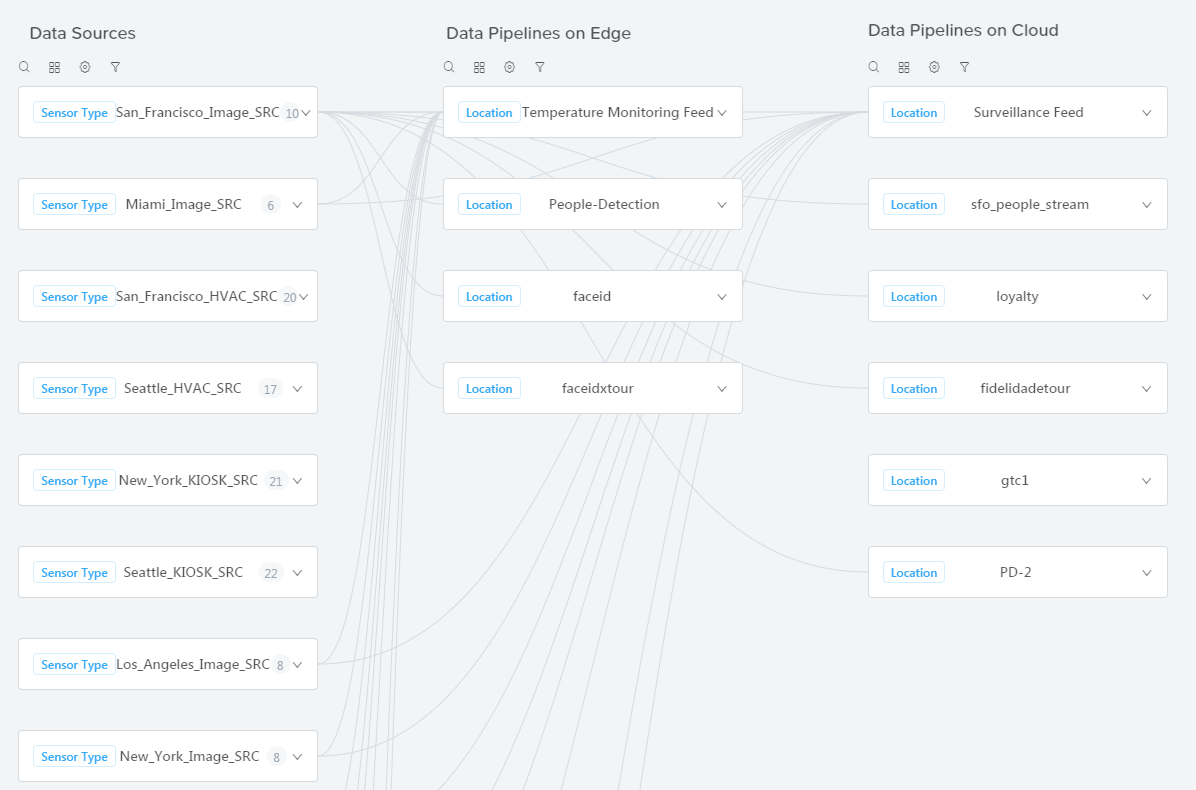 Data Sources
Data Pipelines on Edge
Data Pipelines on Cloud
Sensor Type San_Francisco_Image_SRC 10
Location Temperature Monitoring Feed
Location Surveillance Feed
Sensor Type Miami_Image_SRC 6
Location People-Detection
Location sfo_people_stream
Sensor Type San_Francisco_HVAC_SRC 20
Location faceid
Location loyalty
Sensor Type Seattle_HVAC_SRC 17
Location faceidxtour
Location fidelidadetour
Sensor Type New_York_KIOSK_SRC 21
Location gtc1
Sensor Type Seattle_KIOSK_SRC 22
Location PD-2
Sensor Type Los_Angeles_Image_SRC 8
Sensor Type New_York_Image_SRC 8